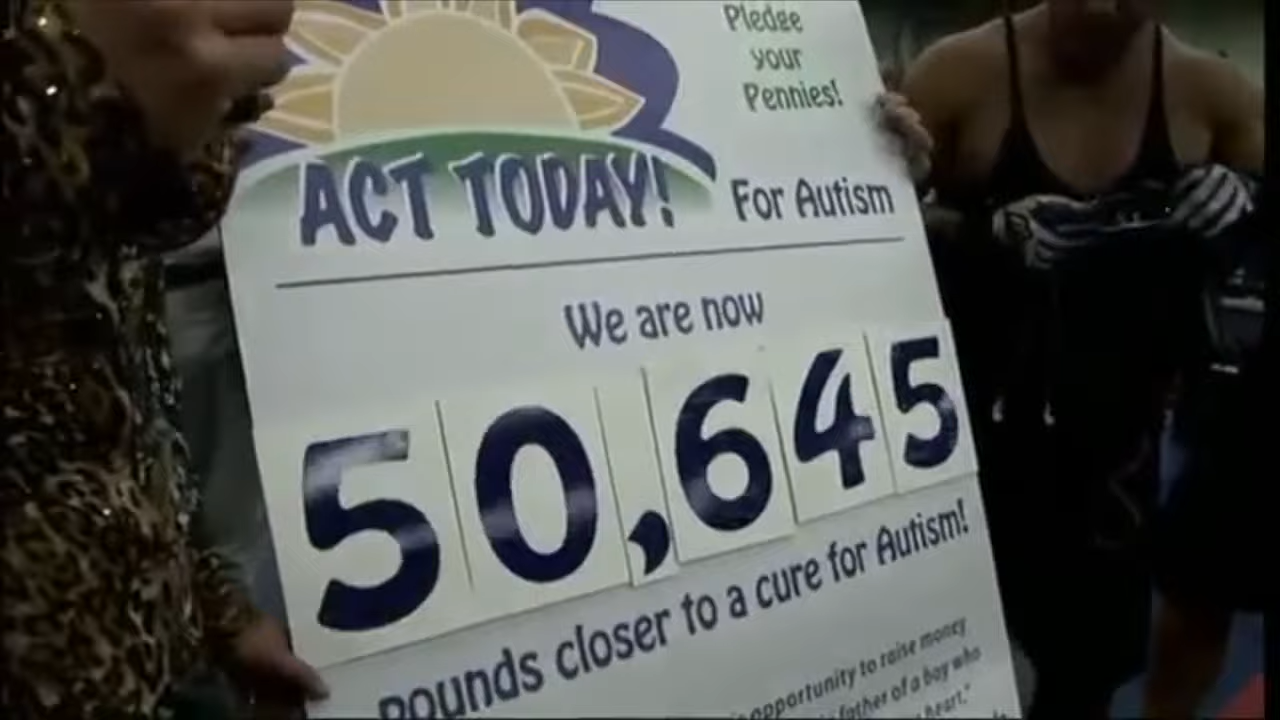 Pledge
your
Pennies!
ACT TODAY!
For Autism
We are now
50,645
pounds closer to a cure for Autism!
opportunity to raise money
father of a boy who
heart."